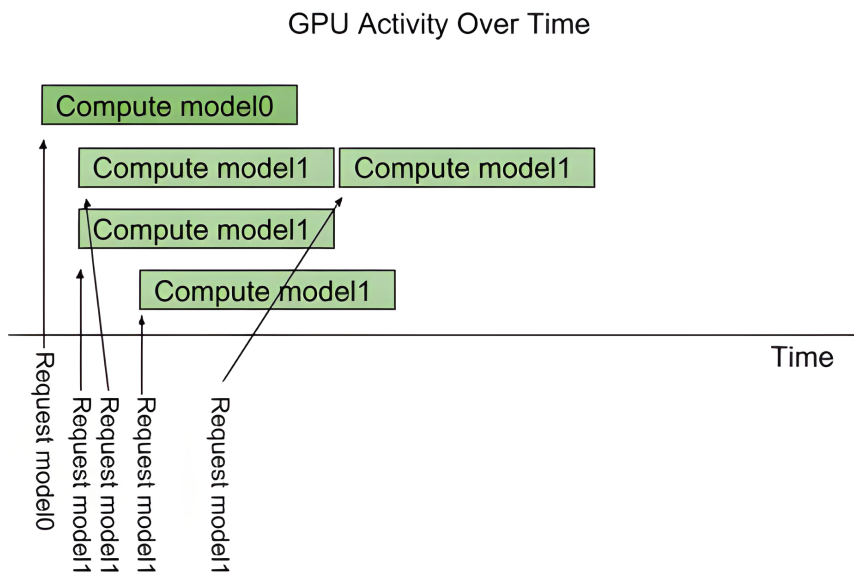 GPU Activity Over Time
Compute model0
Compute model1
Compute model1
Compute model1
Compute model1
Time
Request model0
Request model1
Request model1
Request model1
Request model1